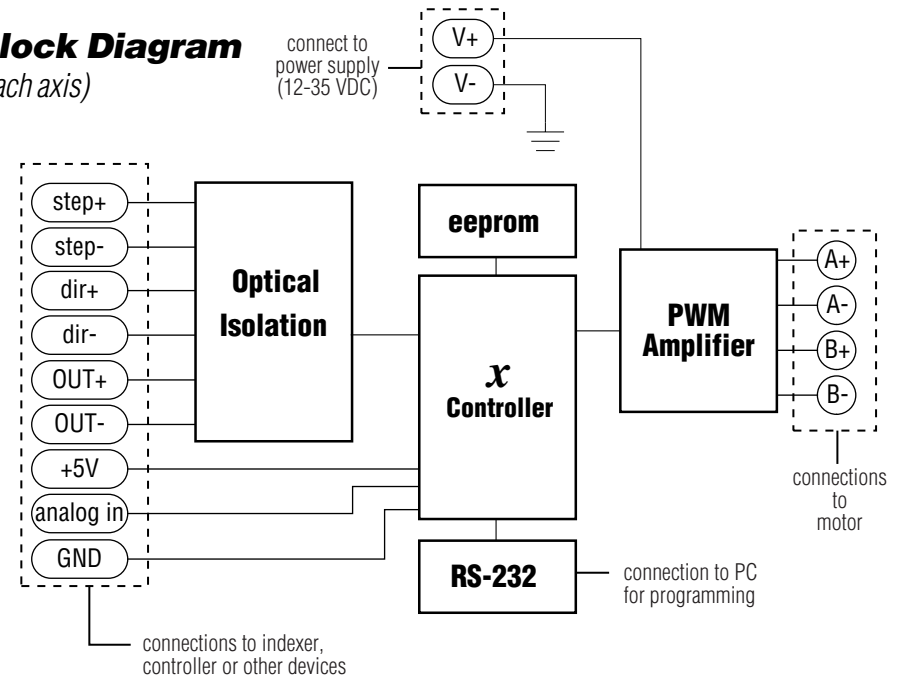 lock Diagram
ach axis)
connect to
power supply
(12-35 VDC)
V+
V-
step+
step-
dir+
dir-
OUT+
OUT-
+5V
analog in
GND
Optical
Isolation
eeprom
x
Controller
RS-232
PWM
Amplifier
A+
A-
B+
B-
connections
to
motor
connection to PC
for programming
connections to indexer,
controller or other devices